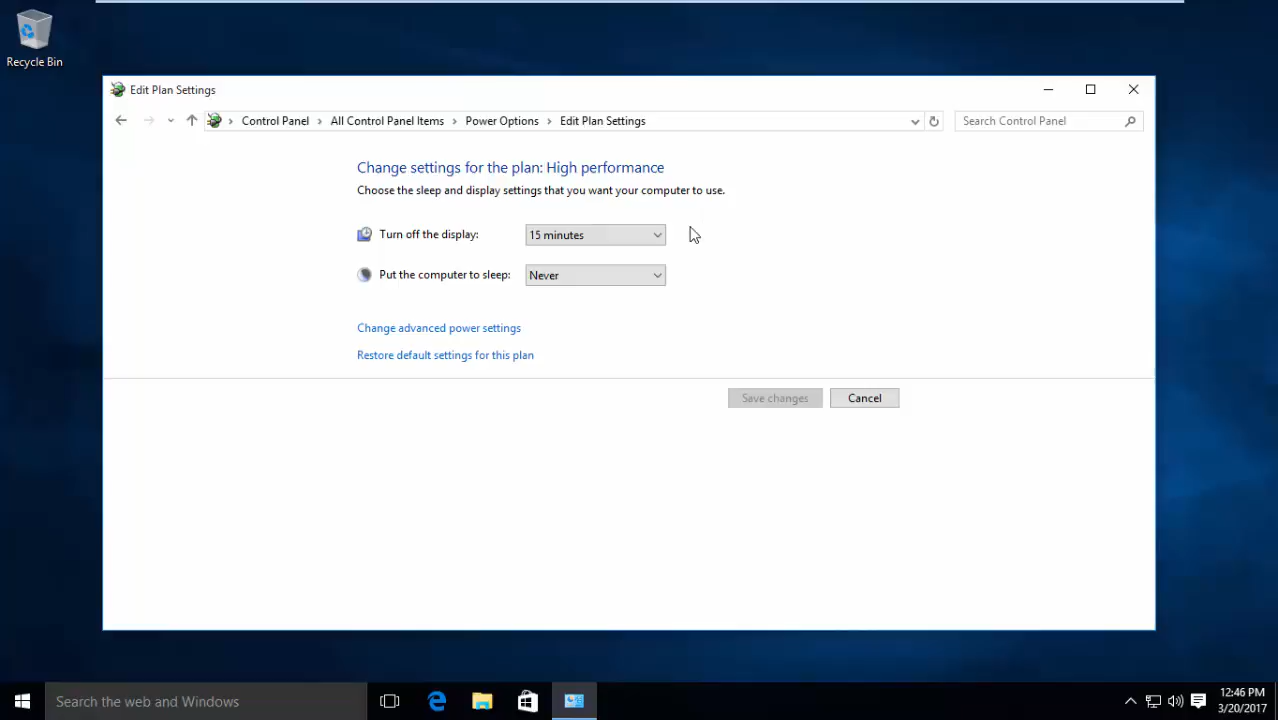 Recycle Bin
Edit Plan Settings
Control Panel > All Control Panel Items > Power Options > Edit Plan Settings
Search Control Panel
Change settings for the plan: High performance
Choose the sleep and display settings that you want your computer to use.
Turn off the display: 15 minutes
Put the computer to sleep: Never
Change advanced power settings
Restore default settings for this plan
Save changes Cancel
Search the web and Windows
12:46 PM
3/20/2017